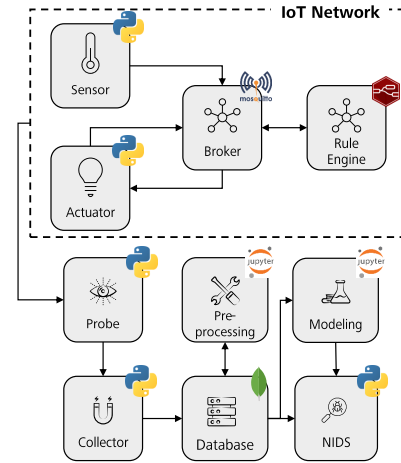 IoT Network
Sensor
mosquitto
Broker
Rule
Engine
Actuator
jupyter
jupyter
Probe
Pre-
processing
Modeling
Collector
Database
NIDS